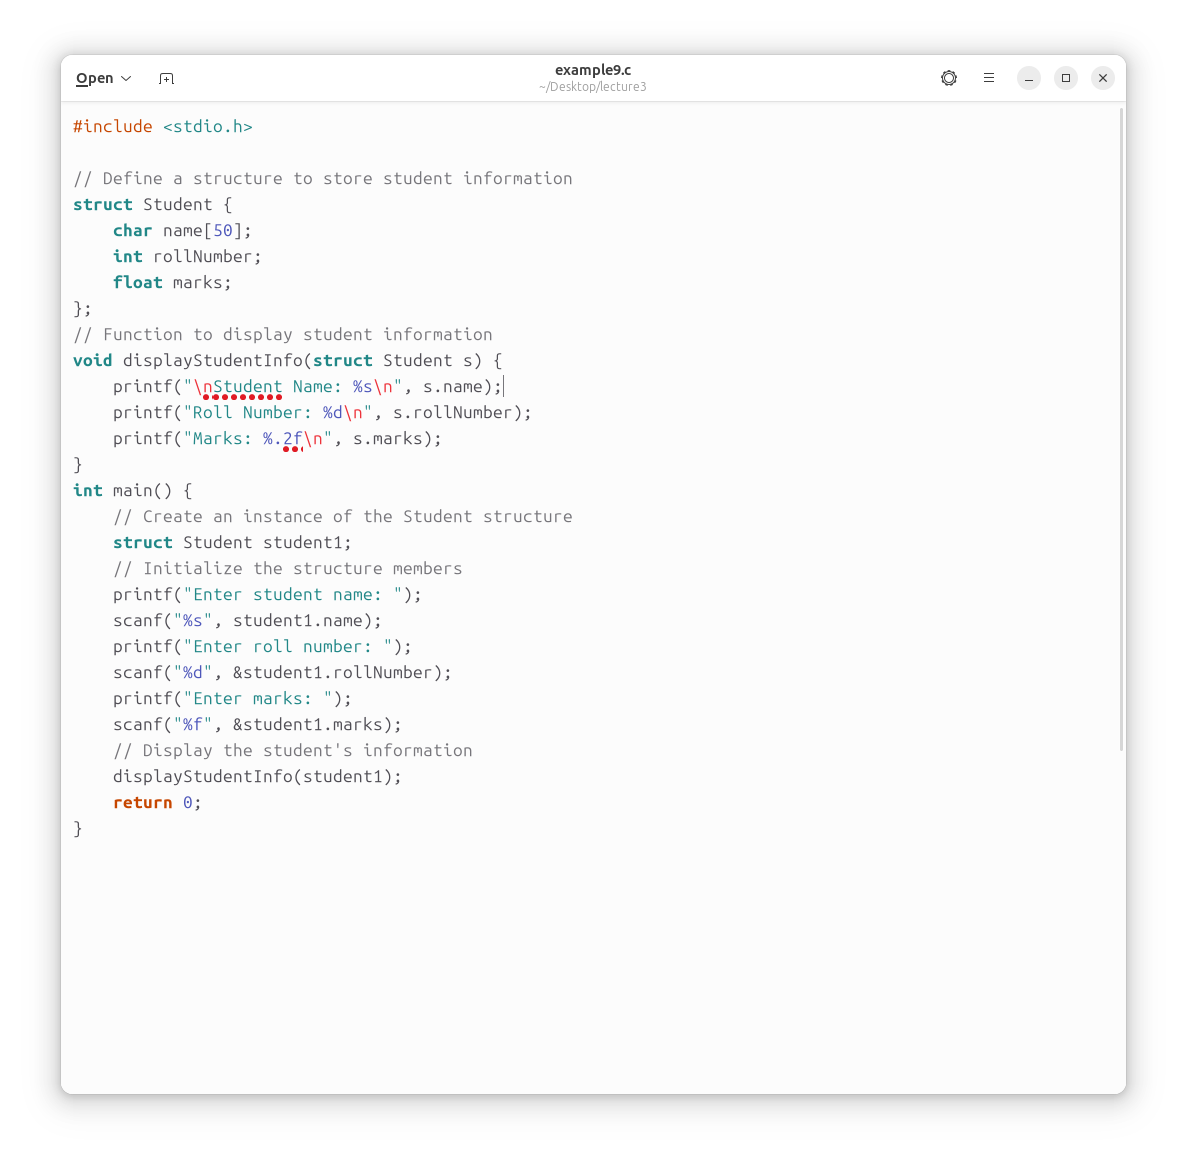 Open
example9.c
~/Desktop/lecture3
#include <stdio.h>

// Define a structure to store student information
struct Student {
    char name[50];
    int rollNumber;
    float marks;
};
// Function to display student information
void displayStudentInfo(struct Student s) {
    printf("\nStudent Name: %s\n", s.name);
    printf("Roll Number: %d\n", s.rollNumber);
    printf("Marks: %.2f\n", s.marks);
}
int main() {
    // Create an instance of the Student structure
    struct Student student1;
    // Initialize the structure members
    printf("Enter student name: ");
    scanf("%s", student1.name);
    printf("Enter roll number: ");
    scanf("%d", &student1.rollNumber);
    printf("Enter marks: ");
    scanf("%f", &student1.marks);
    // Display the student's information
    displayStudentInfo(student1);
    return 0;
}